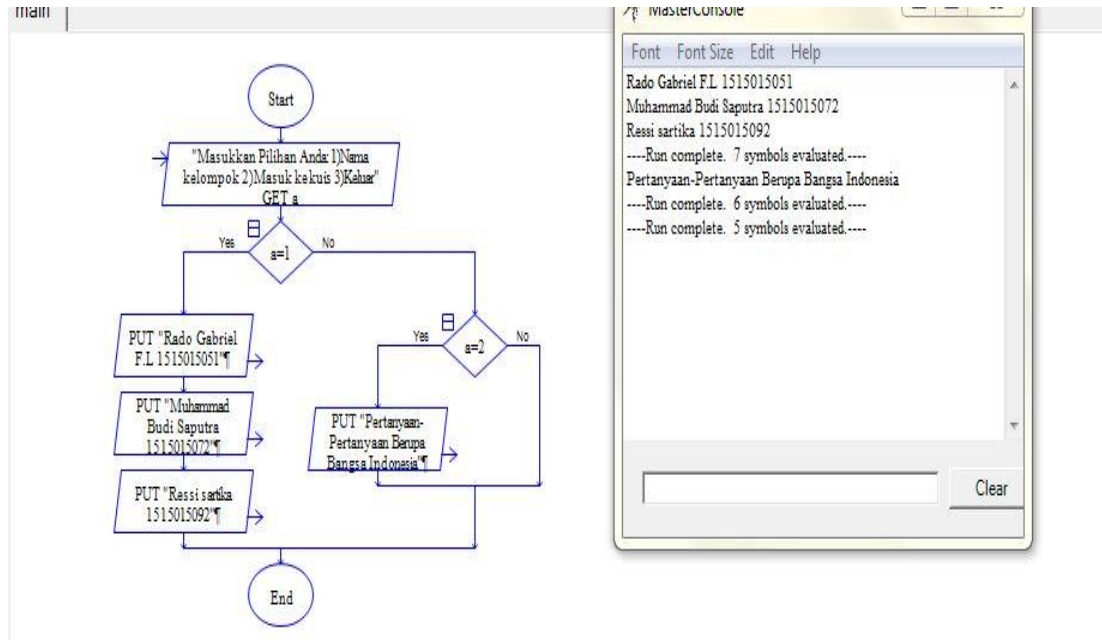 main
MasterConsole
Start
"Masukkan Pilihan Anda: 1)Nama
kelompok 2)Masuk ke kuis 3)Keluar"
GET a
Yes
a=1
No
PUT "Rado Gabriel
F.L 1515015051"¶
PUT "Muhammad
Budi Saputra
1515015072"¶
PUT "Ressi sartika
1515015092"¶
Yes
a=2
No
PUT "Pertanyaan-
Pertanyaan Berupa
Bangsa Indonesia"¶
End
Font Font Size Edit Help
Rado Gabriel F.L 1515015051
Muhammad Budi Saputra 1515015072
Ressi sartika 1515015092
----Run complete. 7 symbols evaluated.----
Pertanyaan-Pertanyaan Berupa Bangsa Indonesia
----Run complete. 6 symbols evaluated.----
----Run complete. 5 symbols evaluated.----
Clear